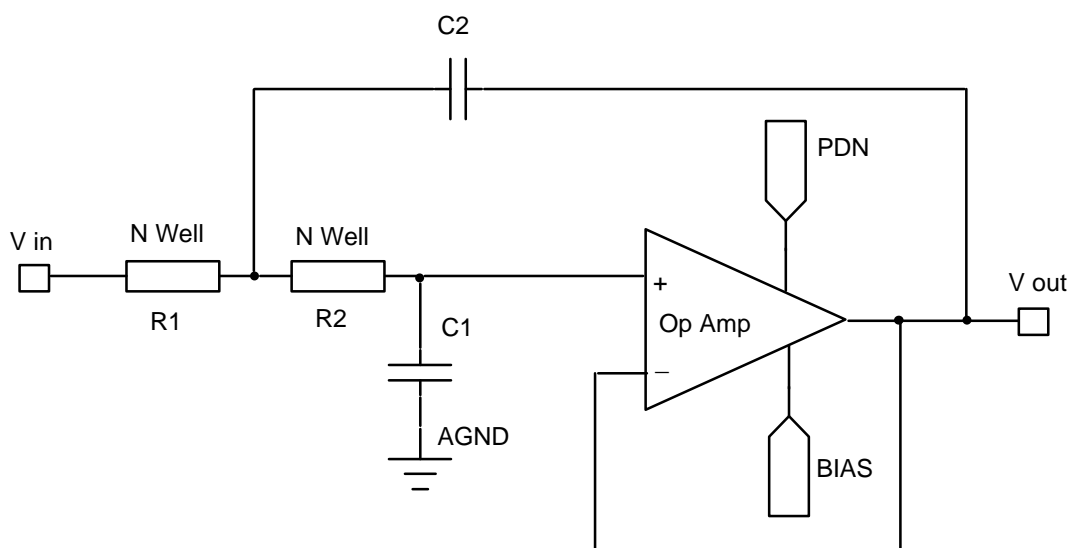 C2
PDN
N Well
N Well
V in
V out
+
R1
R2
C1
Op Amp
−
AGND
BIAS